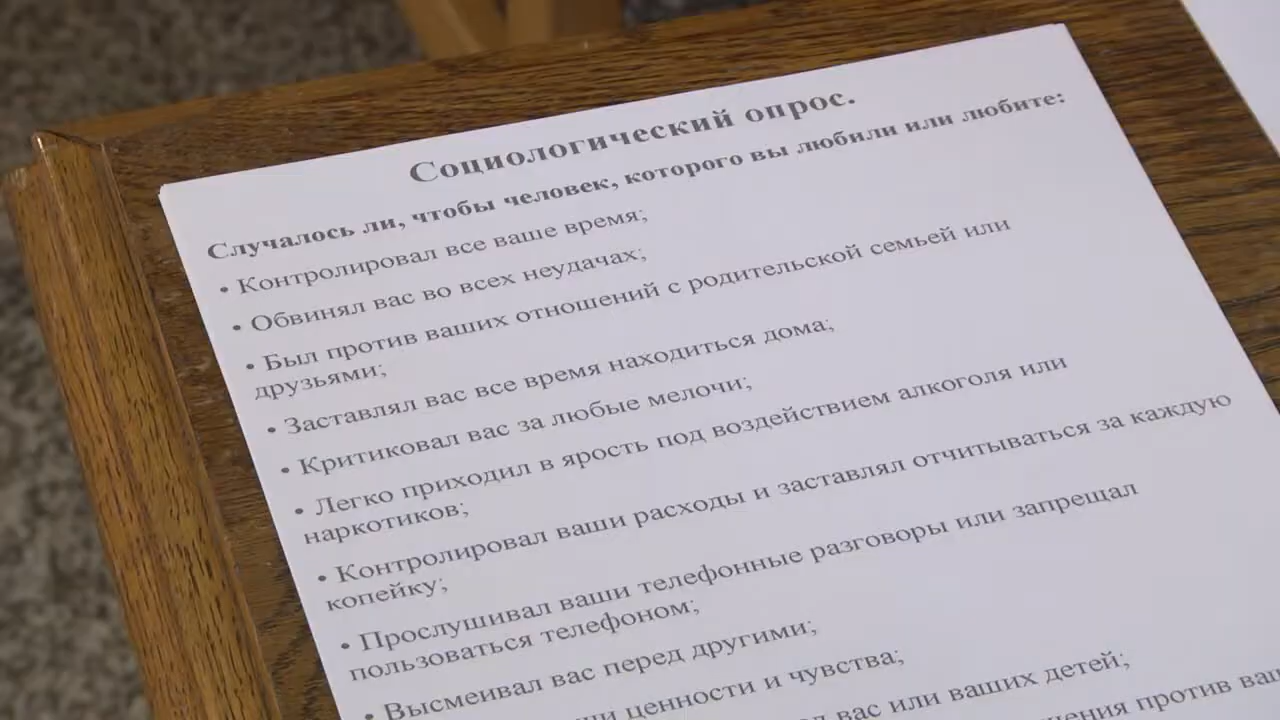 Социологический опрос.
Случалось ли, чтобы человек, которого вы любили или любите:
• Контролировал все ваше время;
• Обвинял вас во всех неудачах;
• Был против ваших отношений с родительской семьей или
друзьями;
• Заставлял вас все время находиться дома;
• Критиковал вас за любые мелочи;
• Легко приходил в ярость под воздействием алкоголя или
наркотиков;
• Контролировал ваши расходы и заставлял отчитываться за каждую
копейку;
• Прослушивал ваши телефонные разговоры или запрещал
пользоваться телефоном;
• Высмеивал вас перед другими;
ценности и чувства;
вас или ваших детей;
против